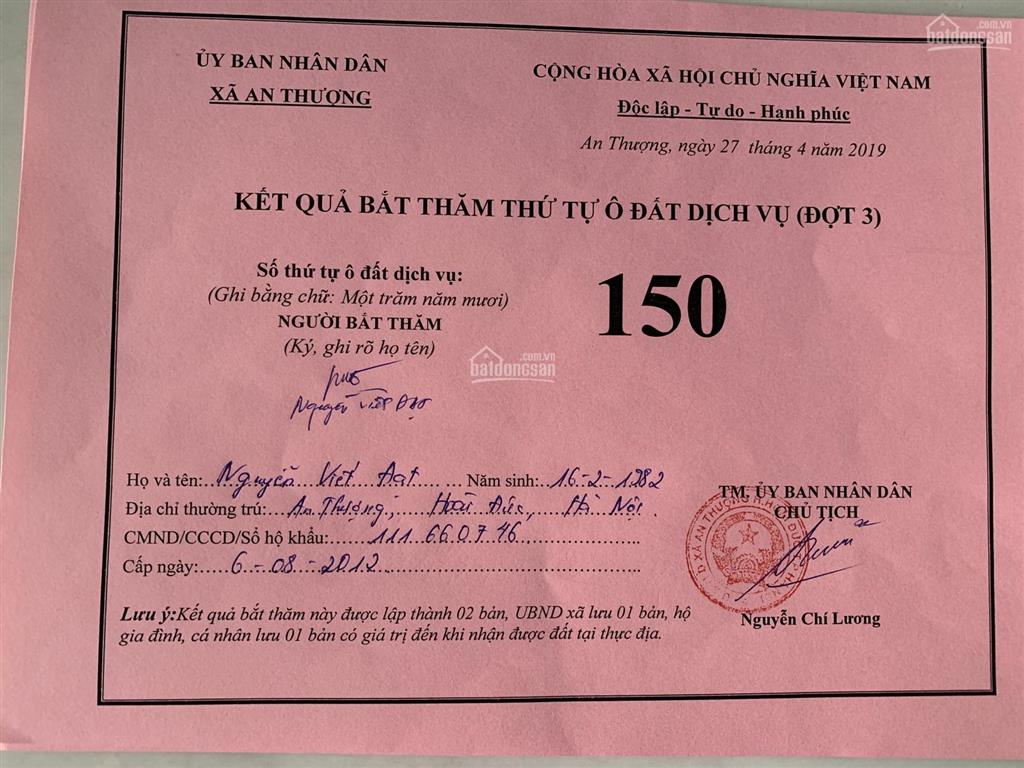 ỦY BAN NHÂN DÂN
XÃ AN THƯỢNG
CỘNG HÒA XÃ HỘI CHỦ NGHĨA VIỆT NAM
Độc lập - Tự do - Hạnh phúc
An Thượng, ngày 27 tháng 4 năm 2019
KẾT QUẢ BẮT THĂM THỨ TỰ Ô ĐẤT DỊCH VỤ (ĐỢT 3)
Số thứ tự ô đất dịch vụ:
(Ghi bằng chữ: Một trăm năm mươi)
150
NGƯỜI BẮT THĂM
(Ký, ghi rõ họ tên)
Nguyễn Viết Đạt
Họ và tên: Nguyễn Viết Đạt Năm sinh: 16-2-1982
Địa chỉ thường trú: An Thượng, Hoài Đức, Hà Nội.
CMND/CCCD/Sổ hộ khẩu: 111 660746
Cấp ngày: 6-08-2012
TM. ỦY BAN NHÂN DÂN
CHỦ TỊCH
Nguyễn Chí Lương
Lưu ý:Kết quả bắt thăm này được lập thành 02 bản, UBND xã lưu 01 bản, hộ
gia đình, cá nhân lưu 01 bản có giá trị đến khi nhận được đất tại thực địa.
batdongsan.com.vn
batdongsan.com.vn